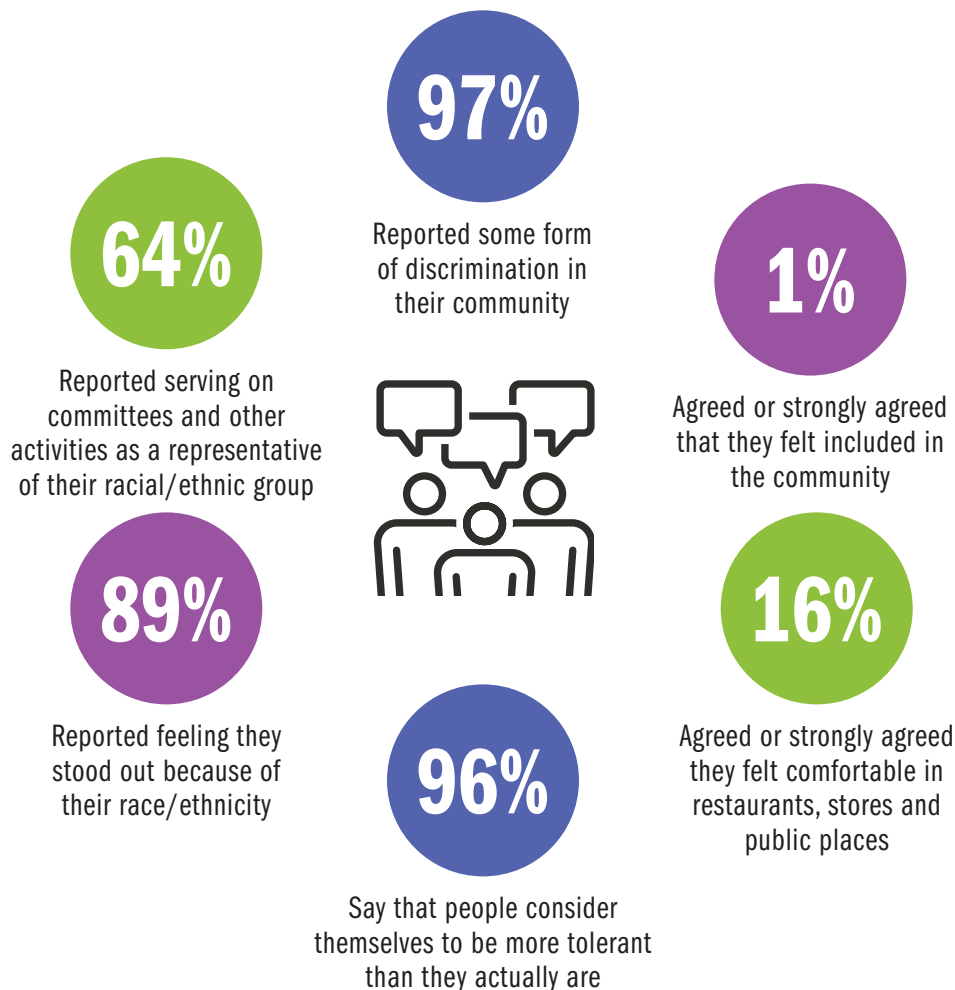 97%
Reported some form
of discrimination in
their community
64%
Reported serving on
committees and other
activities as a representative
of their racial/ethnic group
1%
Agreed or strongly agreed
that they felt included in
the community
89%
Reported feeling they
stood out because of
their race/ethnicity
16%
Agreed or strongly agreed
they felt comfortable in
restaurants, stores and
public places
96%
Say that people consider
themselves to be more tolerant
than they actually are